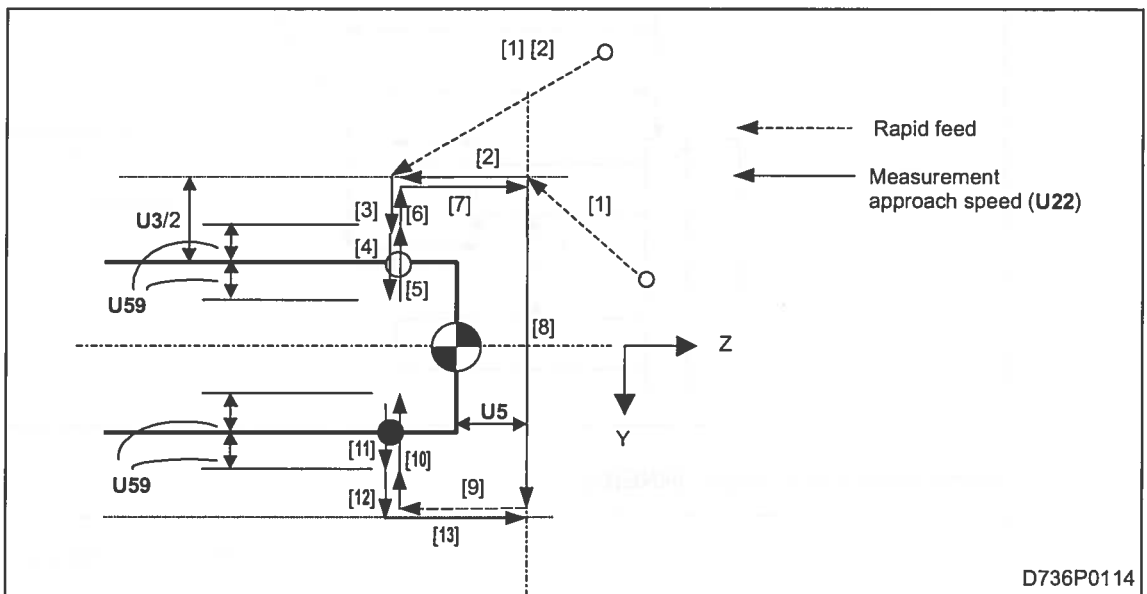 [1] [2]
Rapid feed
[2]
Measurement
approach speed (U22)
[3]
[6]
[7]
[1]
U3/2
[4]
[5]
U59
[8]
Z
U5
Y
[11]
[10]
U59
[12]
[9]
[13]
D736P0114